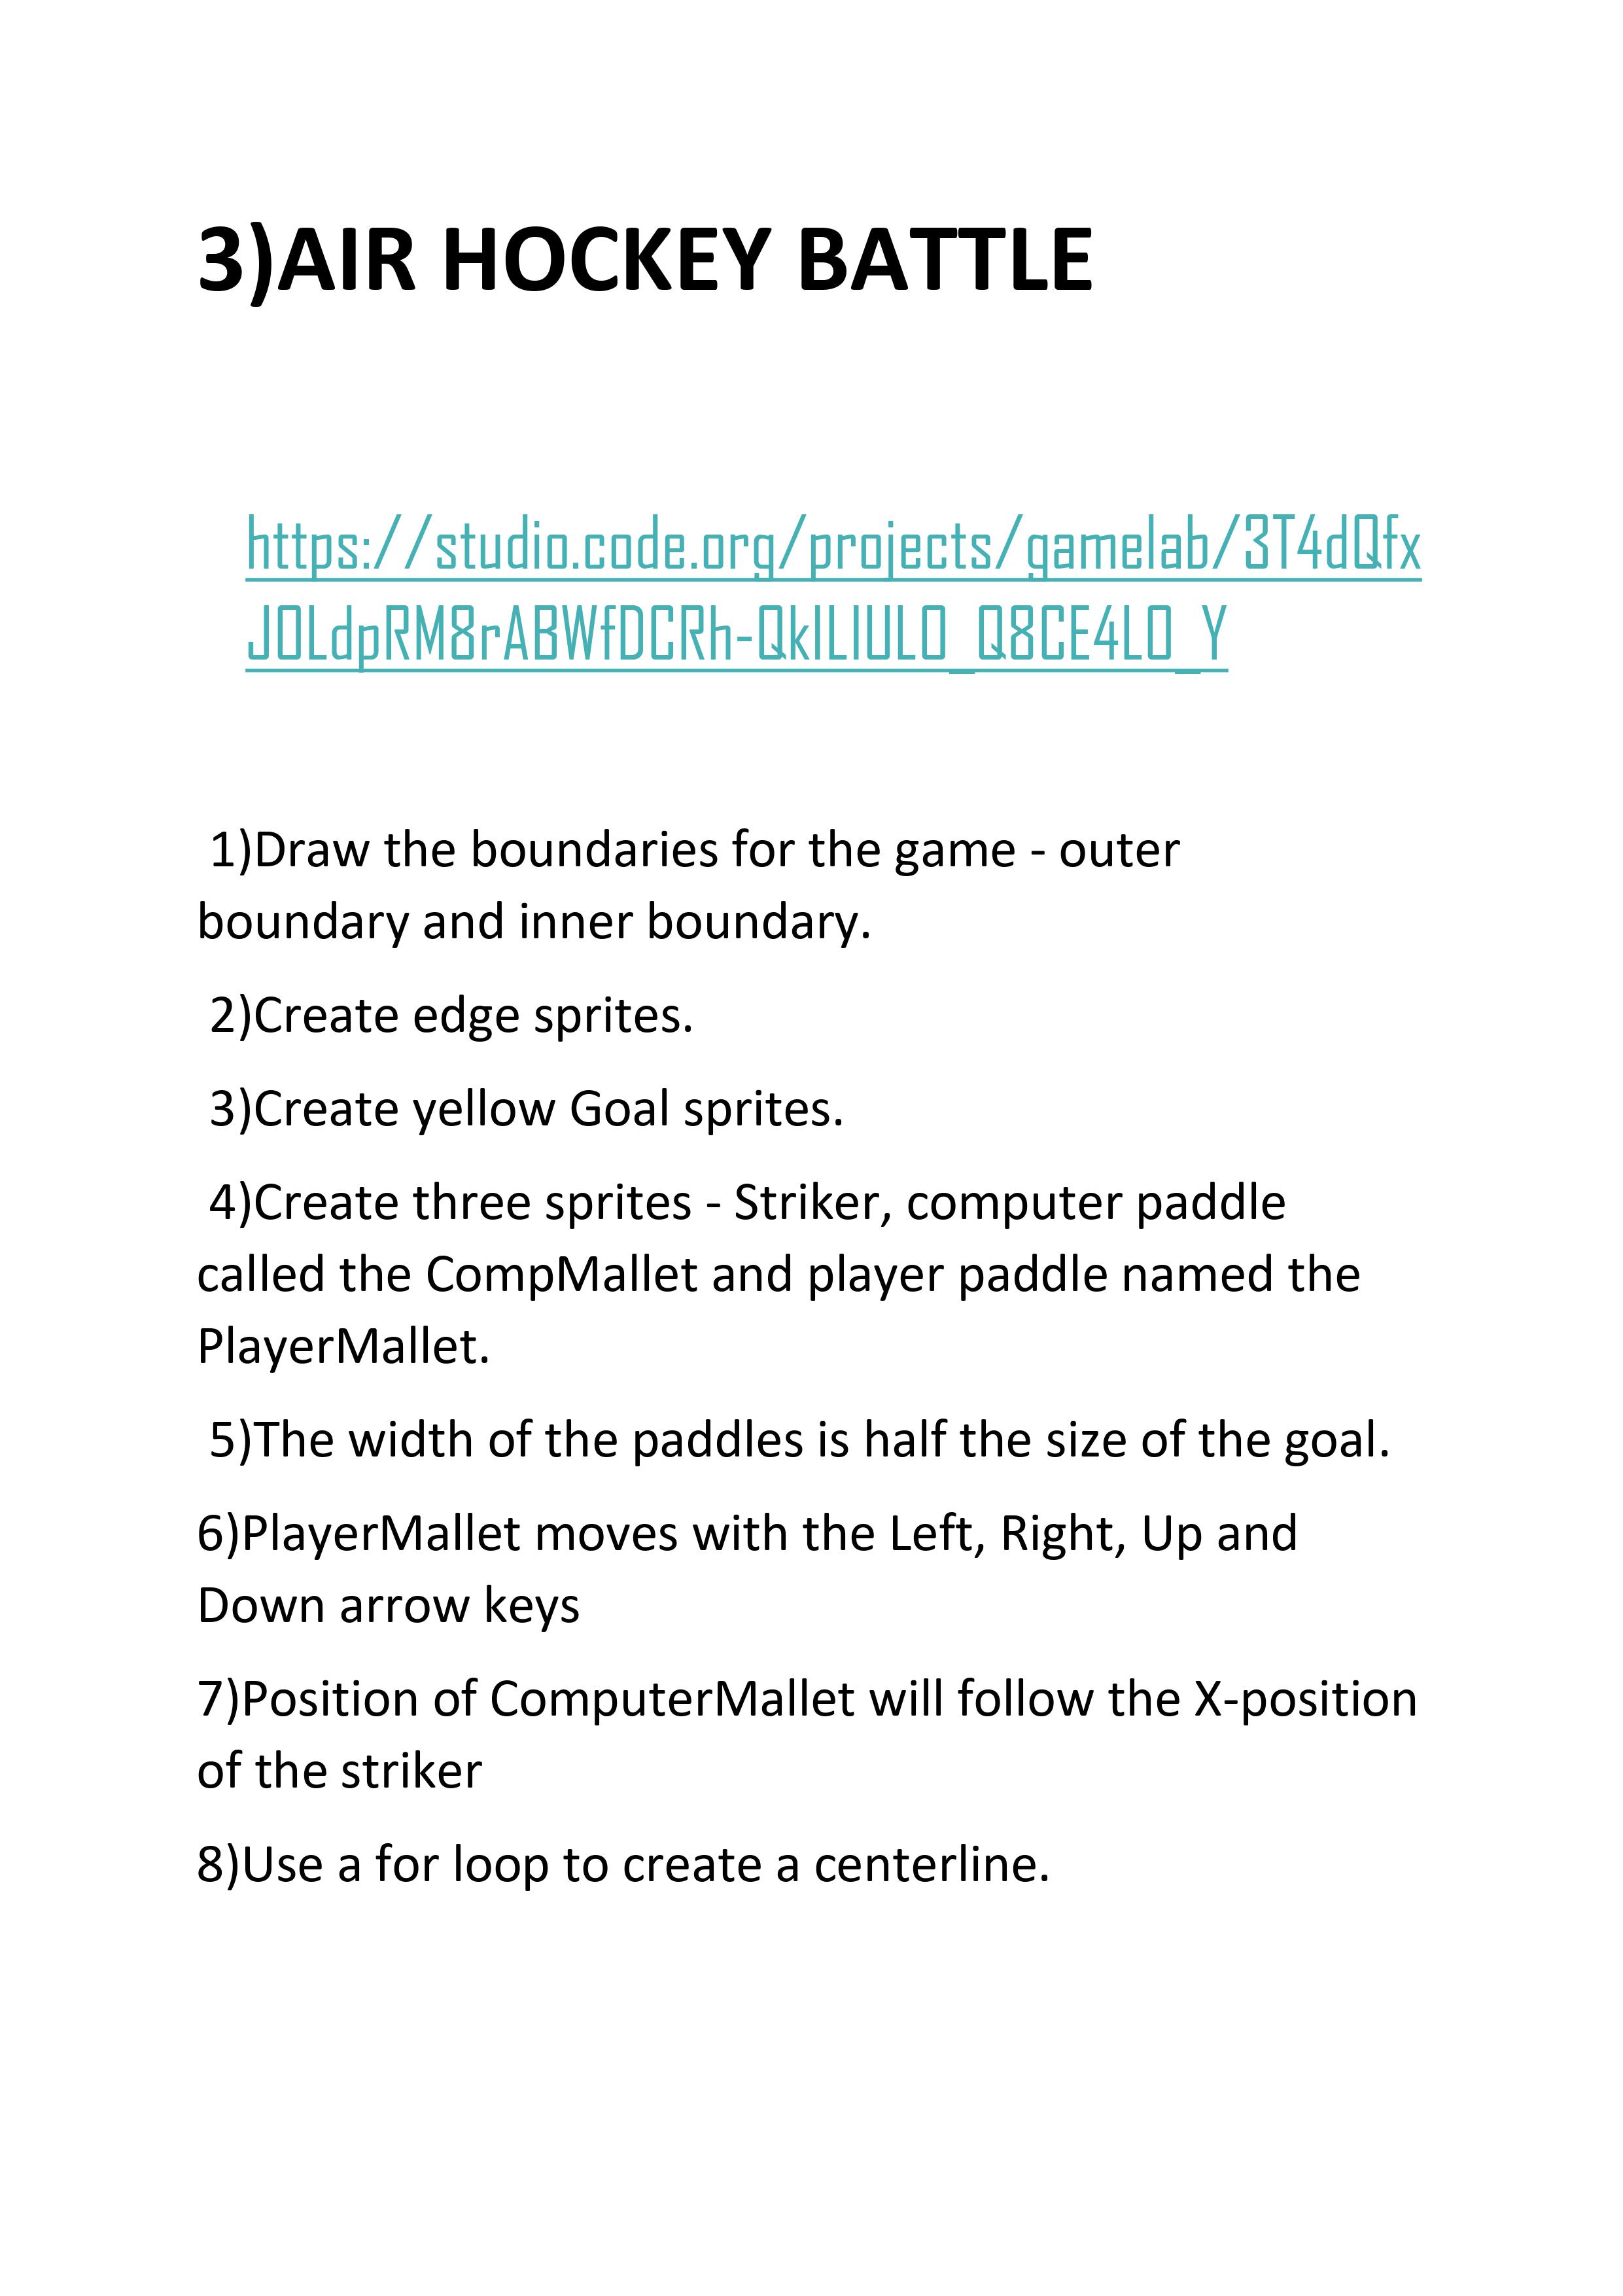 3)AIR HOCKEY BATTLE
https://studio.code.org/projects/gamelab/3T4dQfx
JOLdpRM8rABWfDCRh-QkILIULO_Q8CE4LO_Y
1)Draw the boundaries for the game - outer
boundary and inner boundary.
2)Create edge sprites.
3)Create yellow Goal sprites.
4)Create three sprites - Striker, computer paddle
called the CompMallet and player paddle named the
PlayerMallet.
5)The width of the paddles is half the size of the goal.
6)PlayerMallet moves with the Left, Right, Up and
Down arrow keys
7)Position of ComputerMallet will follow the X-position
of the striker
8)Use a for loop to create a centerline.